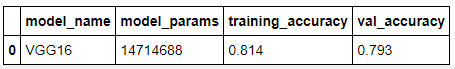 model_name model_params training_accuracy val_accuracy
0 VGG16 14714688 0.814 0.793